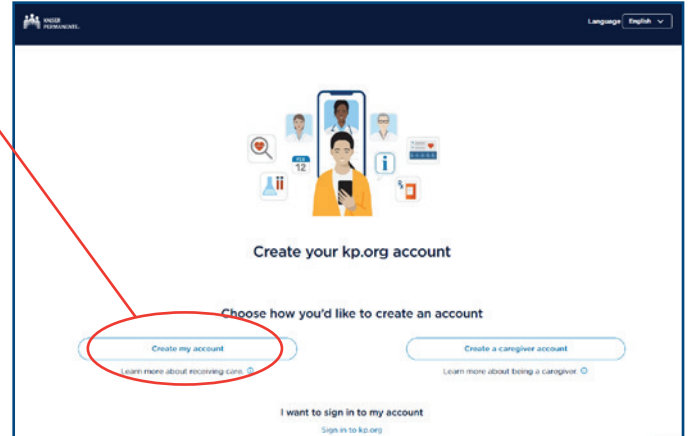 KAISER PERMANENTE.
Language English
FEB
12
Create your kp.org account
Choose how you'd like to create an account
Create my account
Create a caregiver account
Learn more about receiving care.
Learn more about being a caregiver.
I want to sign in to my account
Sign in to kp.org